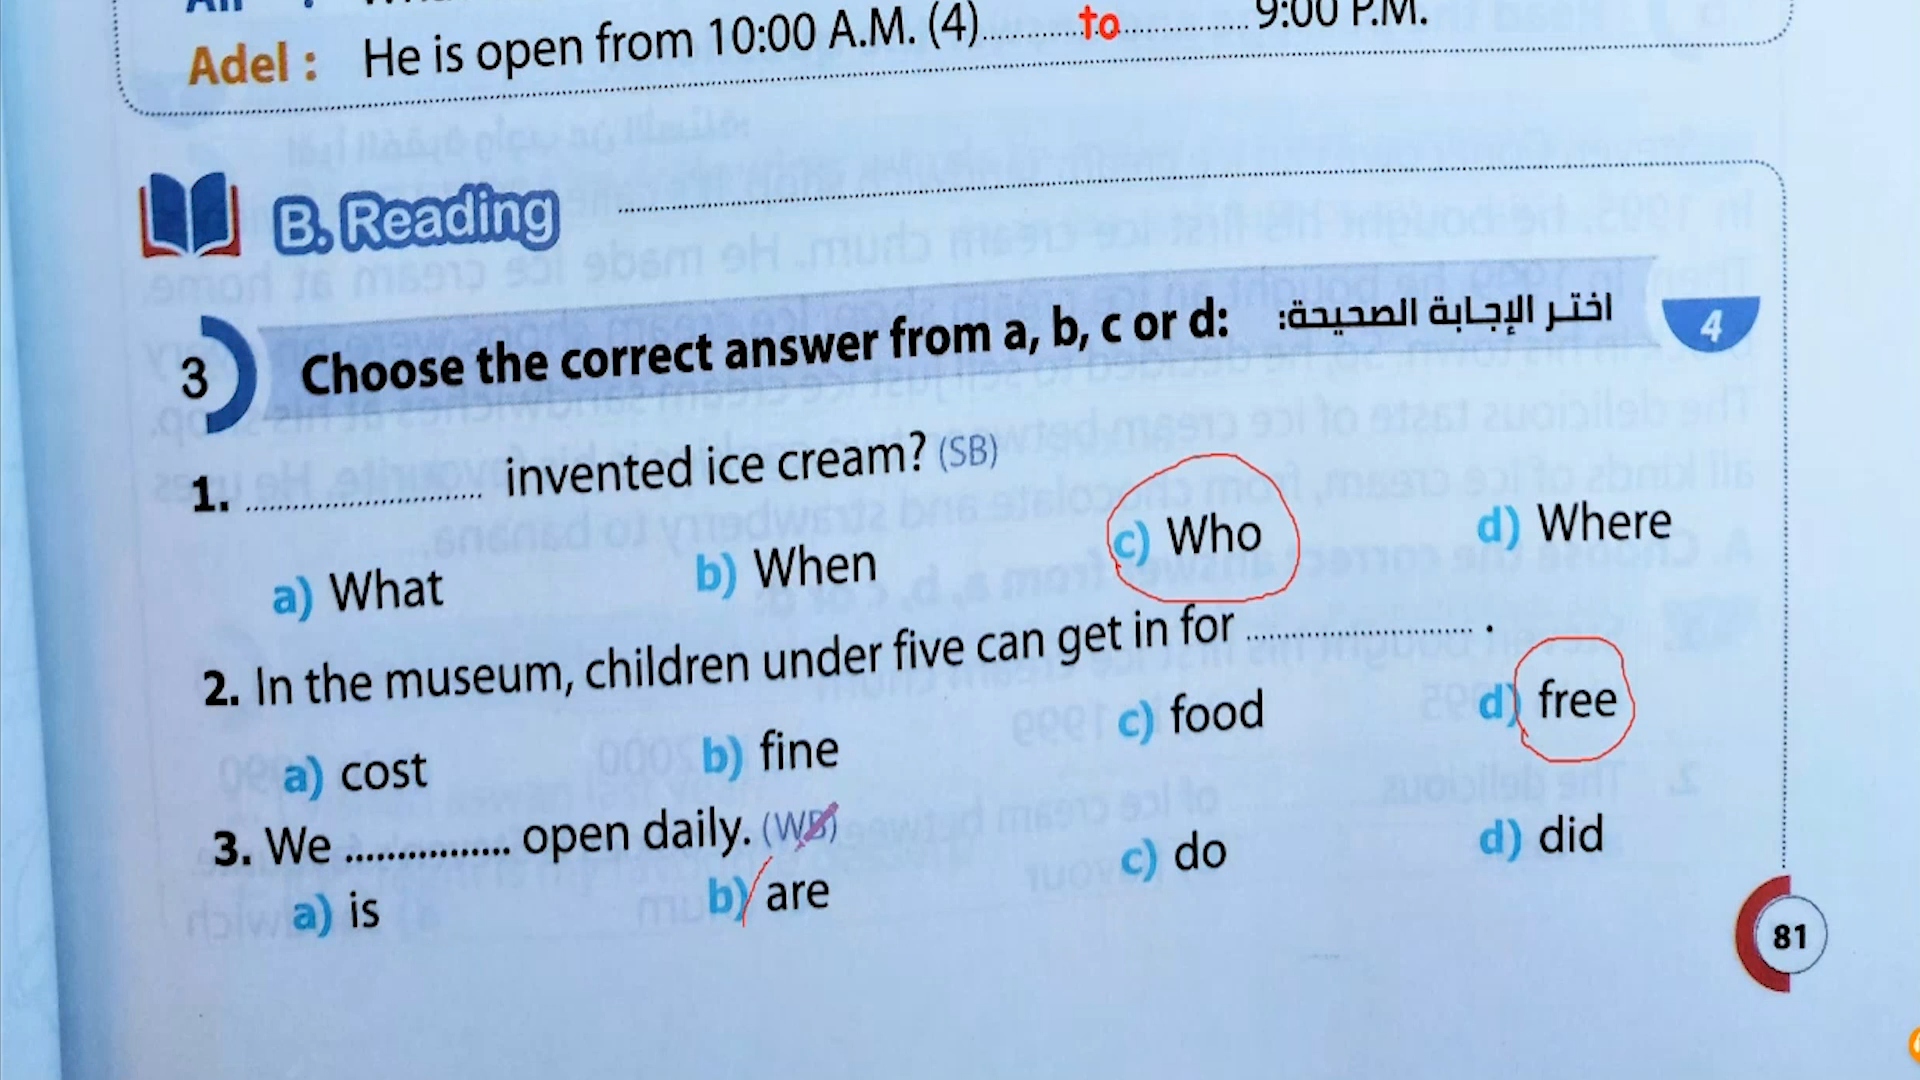 Adel : He is open from 10:00 A.M. (4) to 9:00 P.M.
B. Reading
3 Choose the correct answer from a, b, c or d: اختر الإجابة الصحيحة: 4
1. .................... invented ice cream? (SB)
a) What b) When c) Who d) Where
2. In the museum, children under five can get in for .................... .
a) cost b) fine c) food d) free
3. We ................ open daily. (WB)
a) is b) are c) do d) did
81